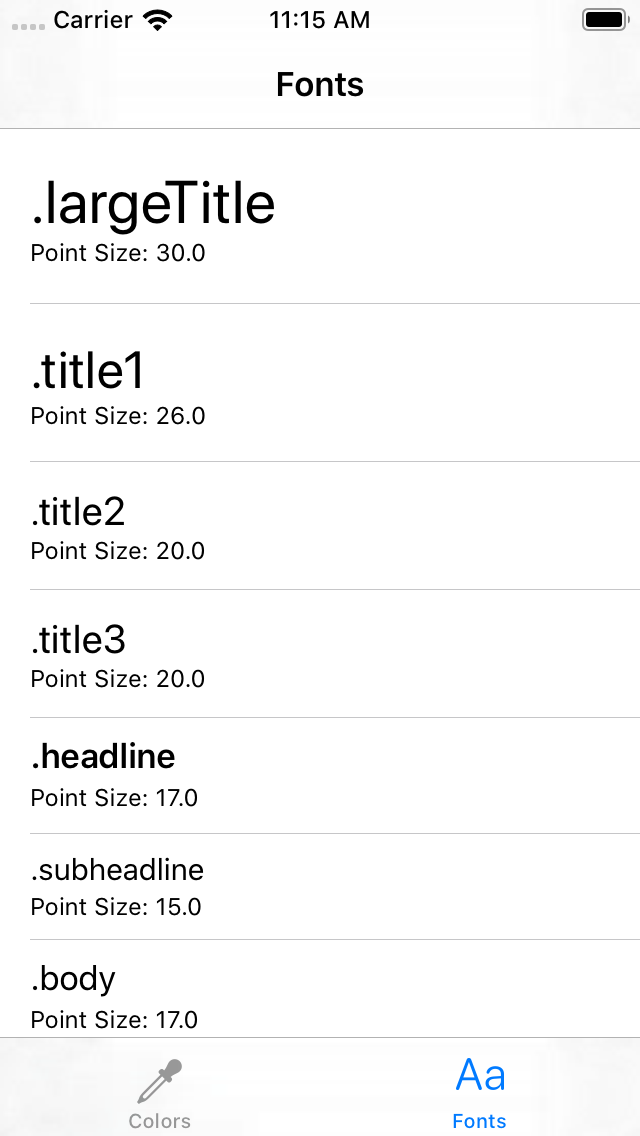 Carrier 11:15 AM
Fonts
.largeTitle
Point Size: 30.0
.title1
Point Size: 26.0
.title2
Point Size: 20.0
.title3
Point Size: 20.0
.headline
Point Size: 17.0
.subheadline
Point Size: 15.0
.body
Point Size: 17.0
Aa
Colors Fonts